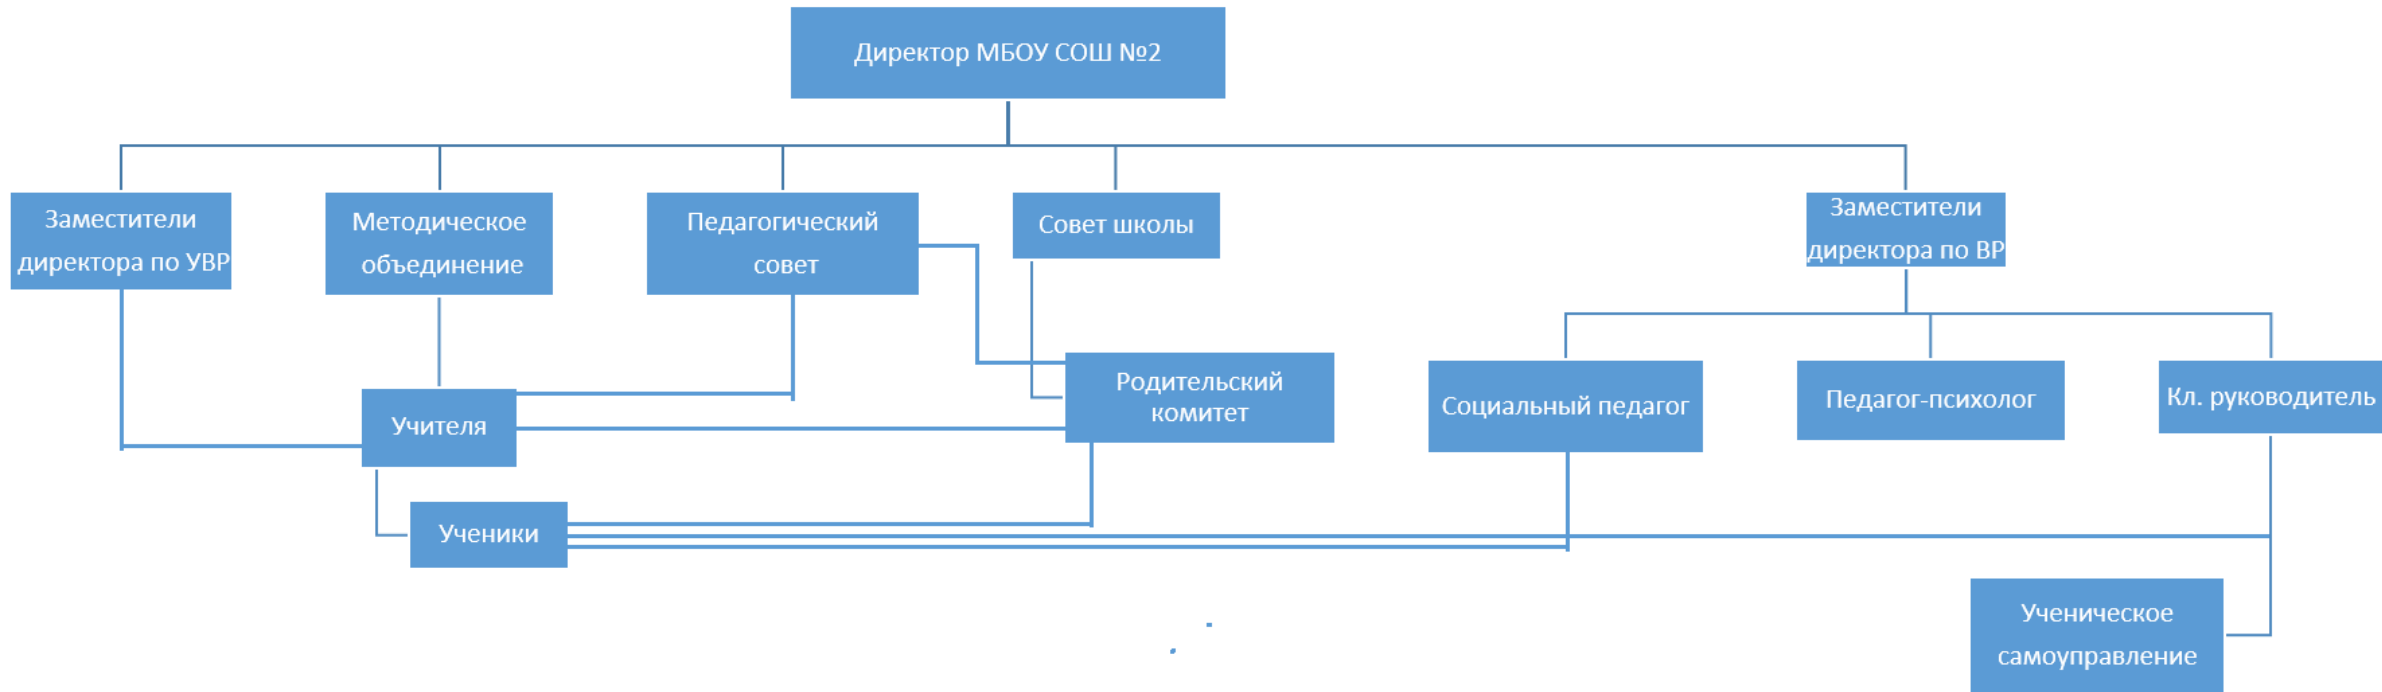 Директор МБОУ СОШ №2
Заместители
директора по УВР
Методическое
объединение
Педагогический
совет
Совет школы
Заместители
директора по ВР
Родительский
комитет
Социальный педагог
Педагог-психолог
Кл. руководитель
Учителя
Ученики
Ученическое
самоуправление